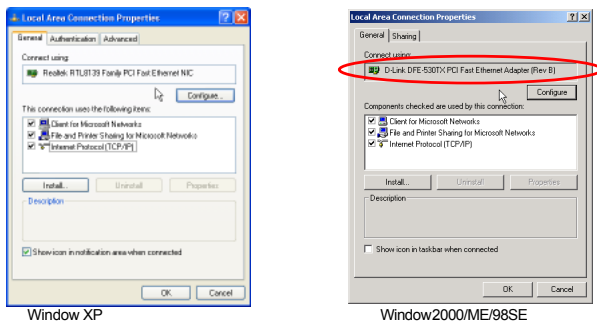 Local Area Connection Properties
General Authentication Advanced
Connect using:
Realtek RTL8139 Family PCI Fast Ethernet NIC
Configure...
This connection uses the following items:
Client for Microsoft Networks
File and Printer Sharing for Microsoft Networks
Internet Protocol (TCP/IP)
Install... Uninstall Properties
Description
Show icon in notification area when connected
OK Cancel
Window XP
Local Area Connection Properties
General Sharing
Connect using:
D-Link DFE-530TX PCI Fast Ethernet Adapter (Rev B)
Configure
Components checked are used by this connection:
Client for Microsoft Networks
File and Printer Sharing for Microsoft Networks
Internet Protocol (TCP/IP)
Install... Uninstall Properties
Description
Show icon in taskbar when connected
OK Cancel
Window2000/ME/98SE